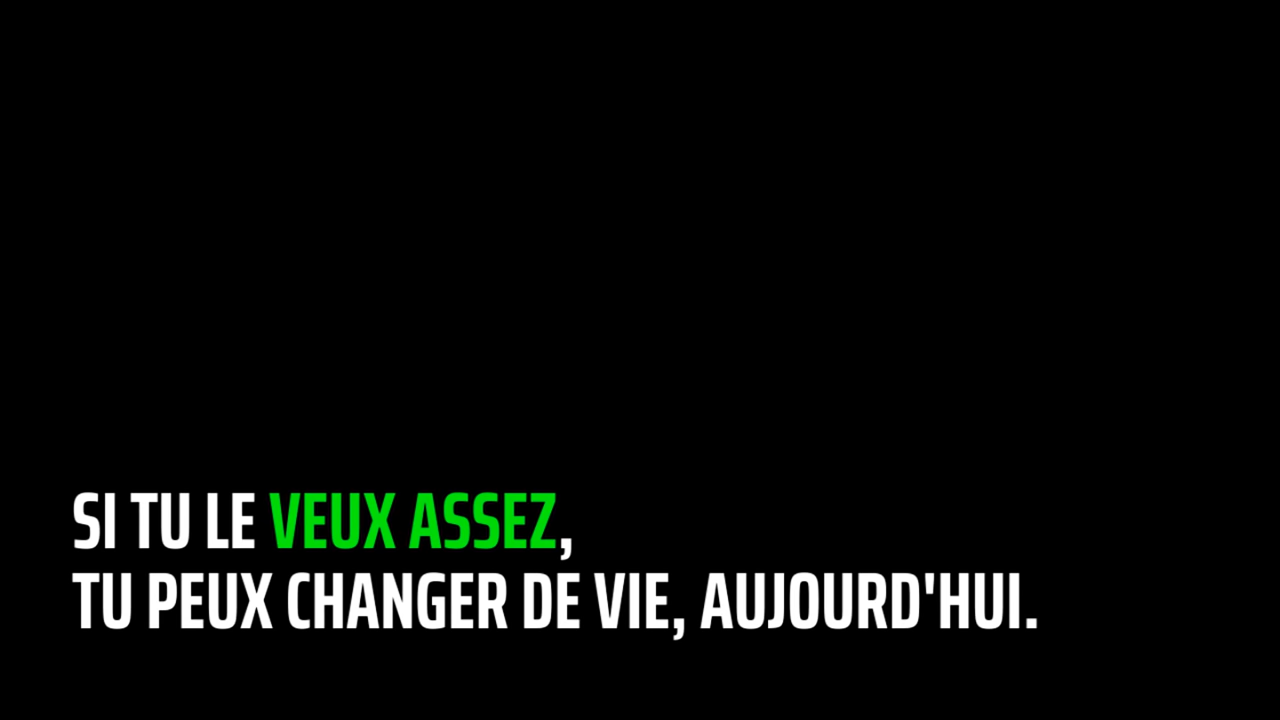 SI TU LE VEUX ASSEZ,
TU PEUX CHANGER DE VIE, AUJOURD'HUI.